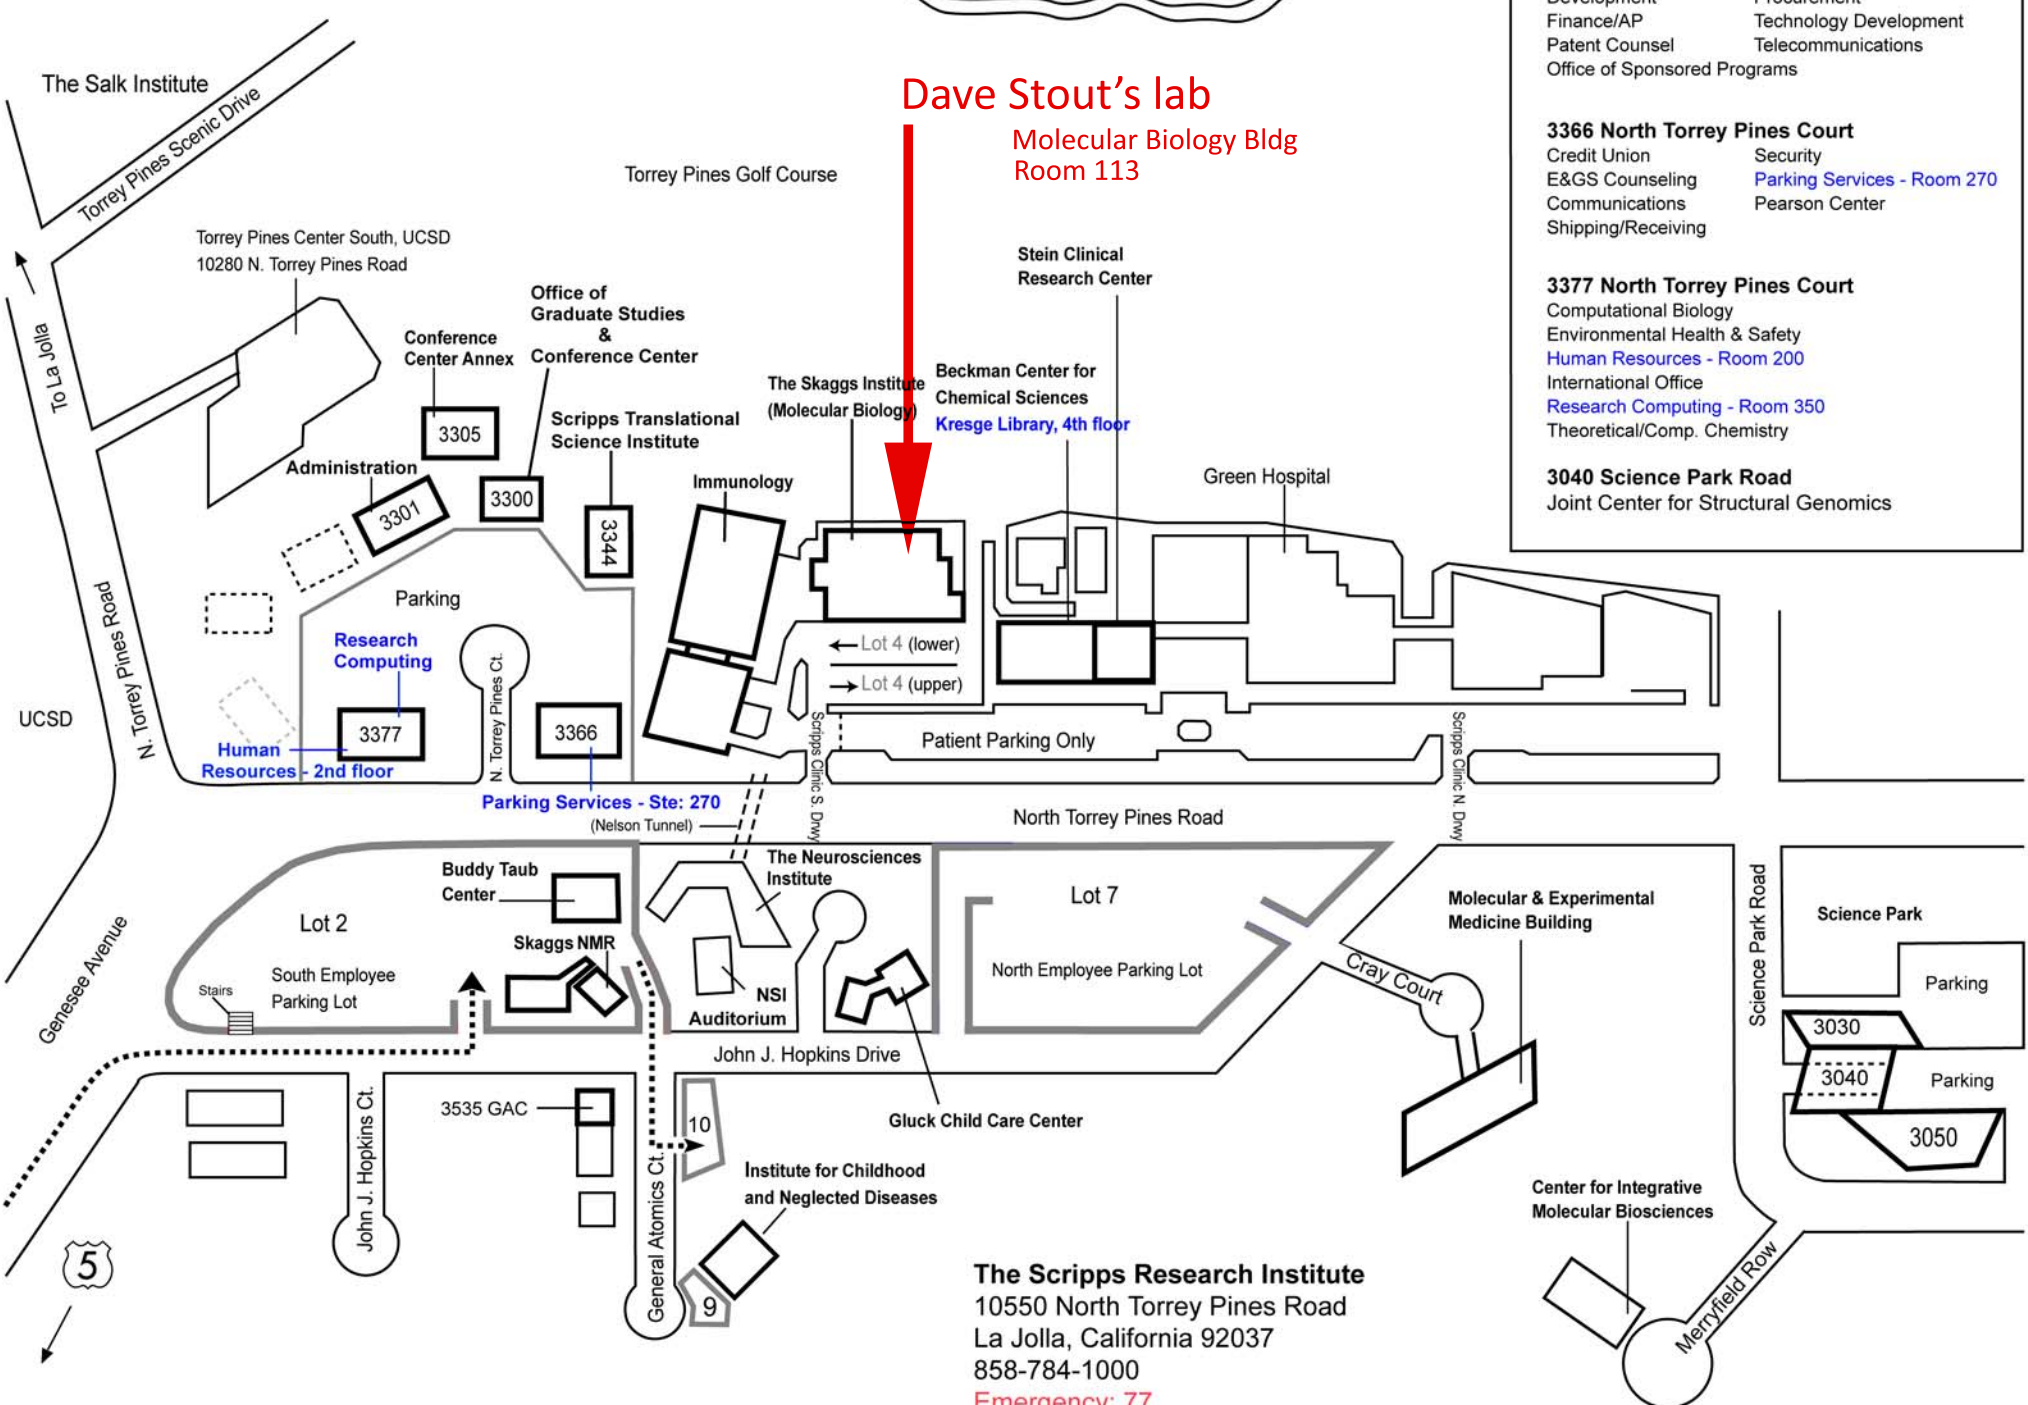 Development Procurement
Finance/AP Technology Development
Patent Counsel Telecommunications
Office of Sponsored Programs
3366 North Torrey Pines Court
Credit Union Security
E&GS Counseling Parking Services - Room 270
Communications Pearson Center
Shipping/Receiving
3377 North Torrey Pines Court
Computational Biology
Environmental Health & Safety
Human Resources - Room 200
International Office
Research Computing - Room 350
Theoretical/Comp. Chemistry
3040 Science Park Road
Joint Center for Structural Genomics
The Salk Institute
Torrey Pines Scenic Drive
Dave Stout's lab
Molecular Biology Bldg
Room 113
Torrey Pines Golf Course
Torrey Pines Center South, UCSD
10280 N. Torrey Pines Road
To La Jolla
Office of
Graduate Studies
&
Conference Center
Conference
Center Annex
Stein Clinical
Research Center
The Skaggs Institute
(Molecular Biology)
Beckman Center for
Chemical Sciences
Kresge Library, 4th floor
Scripps Translational
Science Institute
3305
Administration
3301
3300
3344
Immunology
Green Hospital
Parking
Research
Computing
N. Torrey Pines Road
N. Torrey Pines Ct.
Lot 4 (lower)
Lot 4 (upper)
UCSD
3377
3366
Human
Resources - 2nd floor
Patient Parking Only
Scripps Clinic S. Drwy
Scripps Clinic N. Drwy
Parking Services - Ste: 270
(Nelson Tunnel)
North Torrey Pines Road
Buddy Taub
Center
The Neurosciences
Institute
Lot 2
Lot 7
Skaggs NMR
South Employee
Parking Lot
Stairs
North Employee Parking Lot
NSI
Auditorium
Genesee Avenue
Molecular & Experimental
Medicine Building
Cray Court
Science Park Road
Science Park
Parking
3030
3040
Parking
3050
John J. Hopkins Drive
John J. Hopkins Ct.
3535 GAC
10
General Atomics Ct.
Gluck Child Care Center
Institute for Childhood
and Neglected Diseases
9
5
Center for Integrative
Molecular Biosciences
Merryfield Row
The Scripps Research Institute
10550 North Torrey Pines Road
La Jolla, California 92037
858-784-1000
Emergency: 77